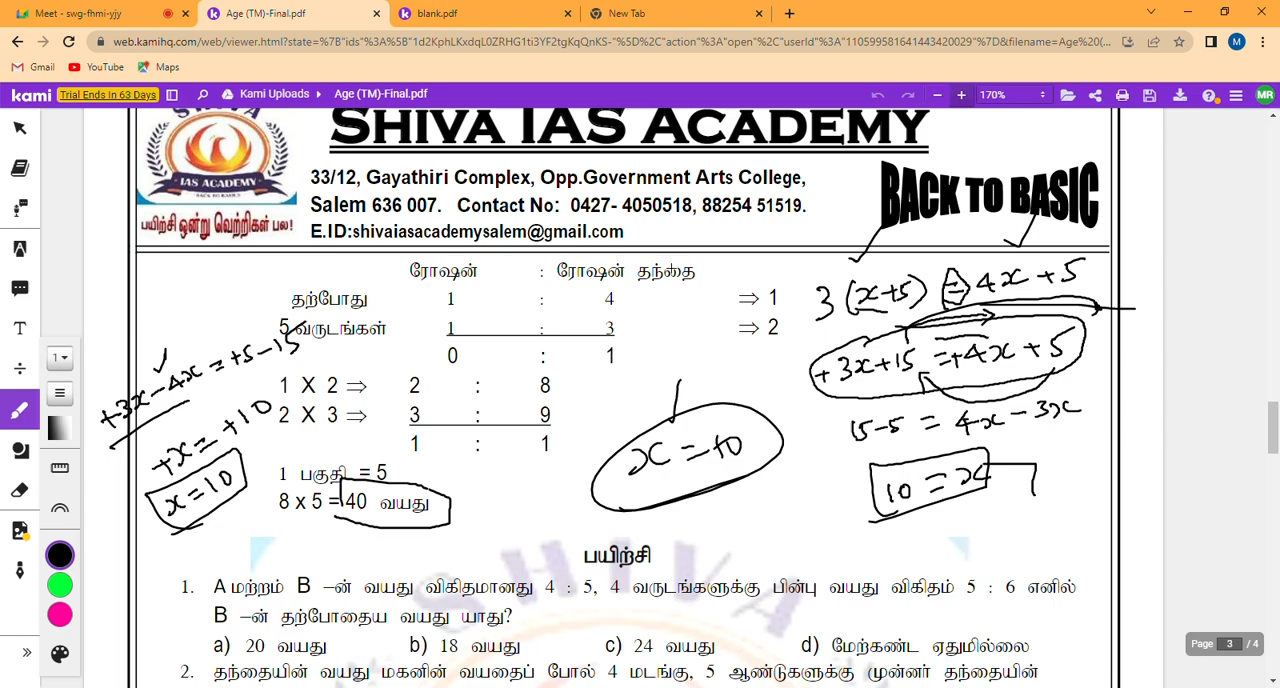 Meet - swg-fhmi-yjy
Age (TM)-Final.pdf
blank.pdf
New Tab
web.kamihq.com/web/viewer.html?state=%7B"ids"%3A%5B"1d2KphLKxdqL0ZRHG1ti3YF2tgKqQnKS-"%5D%2C"action"%3A"open"%2C"userId"%3A"110599581641443420029"%7D&filename=Age%20(...
M
Gmail YouTube Maps
kami Trial Ends In 63 Days Kami Uploads Age (TM)-Final.pdf 170% MR
SHIVA IAS ACADEMY
SHIVA
IAS ACADEMY
BACK TO BASIC
பயிற்சி ஒன்று வெற்றிகள் பல!
33/12, Gayathiri Complex, Opp.Government Arts College,
Salem 636 007. Contact No: 0427- 4050518, 88254 51519.
E.ID:shivaiasacademysalem@gmail.com
BACK TO BASIC
ரோஷன் : ரோஷன் தந்தை
தற்போது 1 : 4 ⇒ 1
5 வருடங்கள் 1 : 3 ⇒ 2
0 : 1
1 X 2 ⇒ 2 : 8
2 X 3 ⇒ 3 : 9
1 : 1
1 பகுதி = 5
8 x 5 = 40 வயது
3 (x+5) = 4x + 5
+3x+15 = +4x + 5
15-5 = 4x - 3x
10 = x
x = 10
+3x - 4x = +5 - 15
+x = +10
x = 10
பயிற்சி
1. A மற்றம் B –ன் வயது விகிதமானது 4 : 5, 4 வருடங்களுக்கு பின்பு வயது விகிதம் 5 : 6 எனில்
B –ன் தற்போதைய வயது யாது?
a) 20 வயது b) 18 வயது c) 24 வயது d) மேற்கண்ட ஏதுமில்லை
2. தந்தையின் வயது மகனின் வயதைப் போல் 4 மடங்கு, 5 ஆண்டுகளுக்கு முன்னர் தந்தையின்
SHIVA
Page 3 / 4